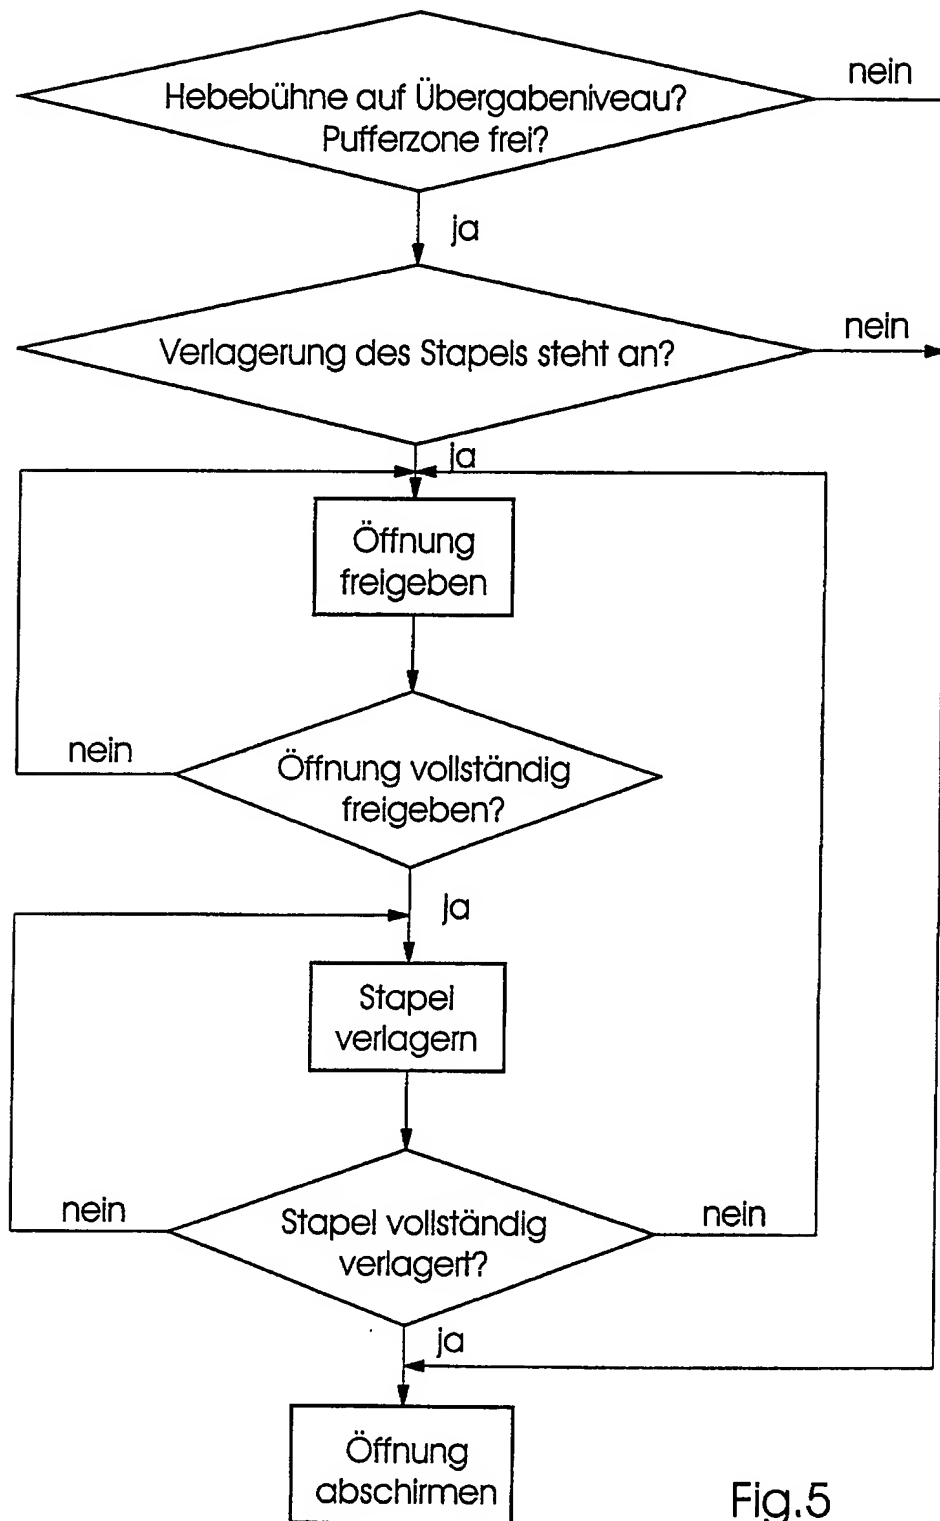 Hebebühne auf Übergabeniveau?
nein
Pufferzone frei?
ja
Verlagerung des Stapels steht an?
nein
ja
Öffnung
freigeben
nein
Öffnung vollständig
freigeben?
ja
Stapel
verlagern
nein
Stapel vollständig
verlagert?
nein
ja
Öffnung
abschirmen
Fig.5